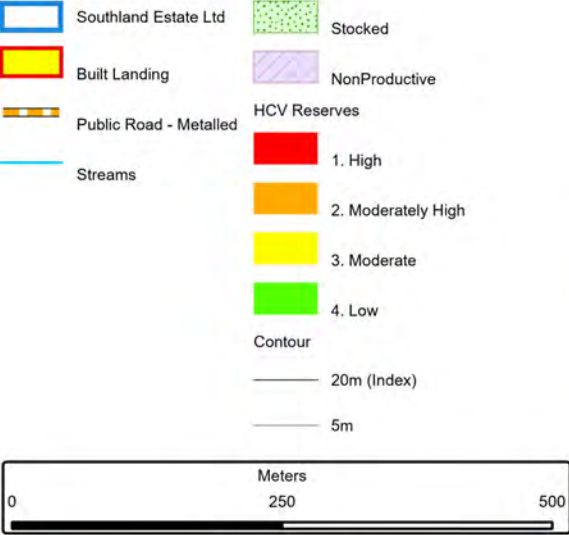 Southland Estate Ltd
Built Landing
Public Road - Metalled
Streams
Stocked
NonProductive
HCV Reserves
1. High
2. Moderately High
3. Moderate
4. Low
Contour
20m (Index)
5m
Meters
0 250 500